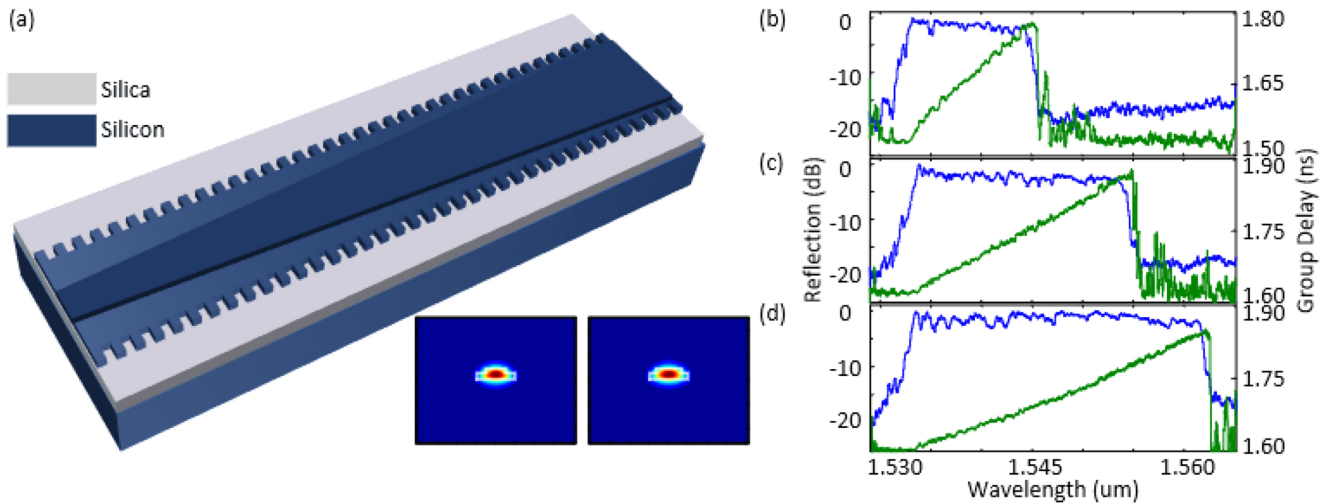 (a)
Silica
Silicon
(b)
0
-10
-20
1.80
1.65
1.50
(c)
0
-10
-20
1.90
1.75
1.60
Reflection (dB)
Group Delay (ns)
(d)
0
-10
-20
1.90
1.75
1.60
1.530
1.545
1.560
Wavelength (um)